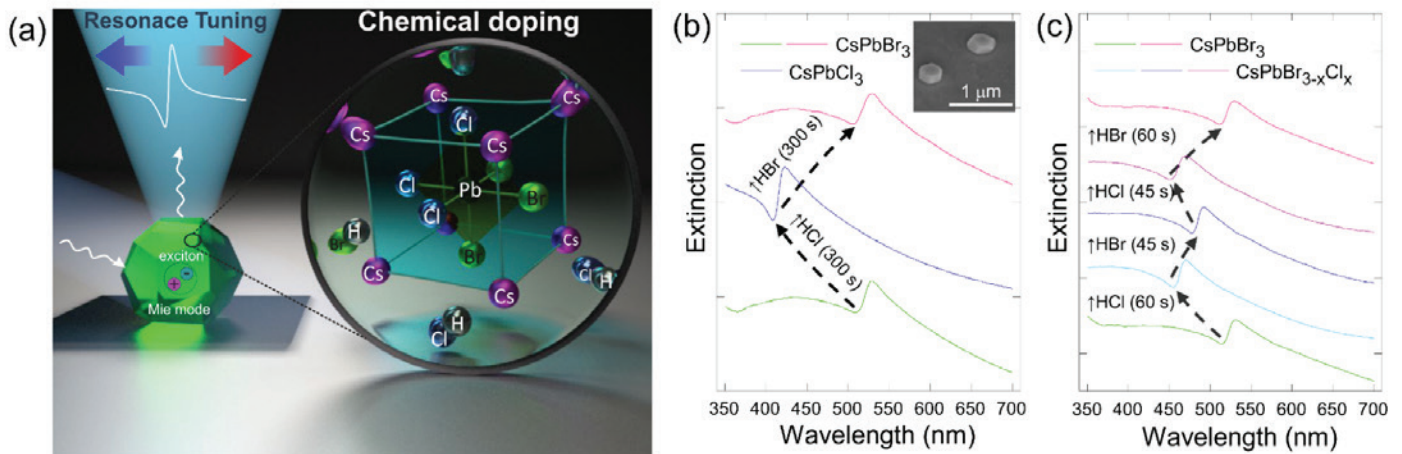 (a)
Resonace Tuning
Chemical doping
exciton
Mie mode
Cs
Cs
Cs
Cs
Cl
Cl
Pb
Cl
Br
H
Br
Br
Cs
Cs
Cs
Cl
H
H
Cl
(b)
CsPbBr₃
CsPbCl₃
1 μm
↑HBr (300 s)
↑HCl (300 s)
Extinction
350 400 450 500 550 600 650 700
Wavelength (nm)
(c)
CsPbBr₃
CsPbBr₃₋ₓClₓ
↑HBr (60 s)
↑HCl (45 s)
↑HBr (45 s)
↑HCl (60 s)
Extinction
350 400 450 500 550 600 650 700
Wavelength (nm)